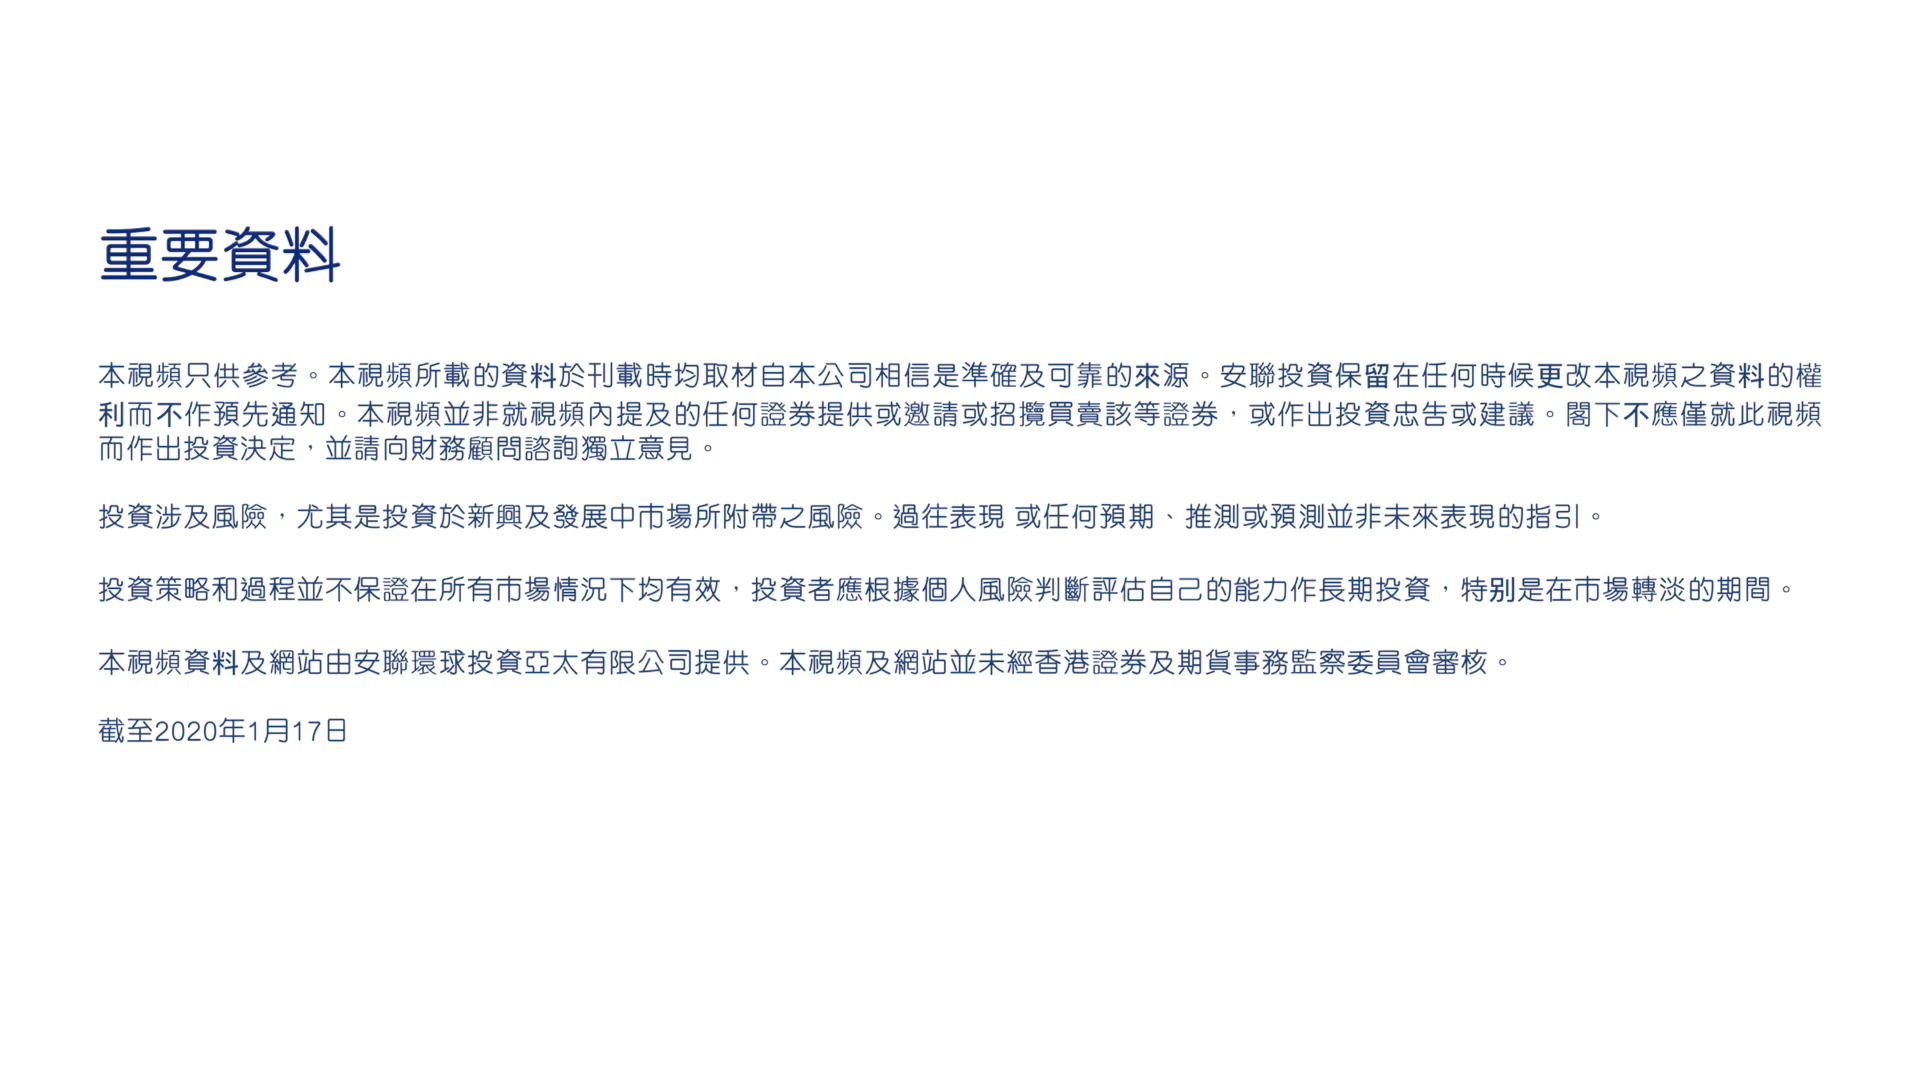 重要資料
本視頻只供參考。本視頻所載的資料於刊載時均取材自本公司相信是準確及可靠的來源。安聯投資保留在任何時候更改本視頻之資料的權
利而不作預先通知。本視頻並非就視頻內提及的任何證券提供或邀請或招攬買賣該等證券，或作出投資忠告或建議。閣下不應僅就此視頻
而作出投資決定，並請向財務顧問諮詢獨立意見。
投資涉及風險，尤其是投資於新興及發展中市場所附帶之風險。過往表現 或任何預期、推測或預測並非未來表現的指引。
投資策略和過程並不保證在所有市場情況下均有效，投資者應根據個人風險判斷評估自己的能力作長期投資，特別是在市場轉淡的期間。
本視頻資料及網站由安聯環球投資亞太有限公司提供。本視頻及網站並未經香港證券及期貨事務監察委員會審核。
截至2020年1月17日